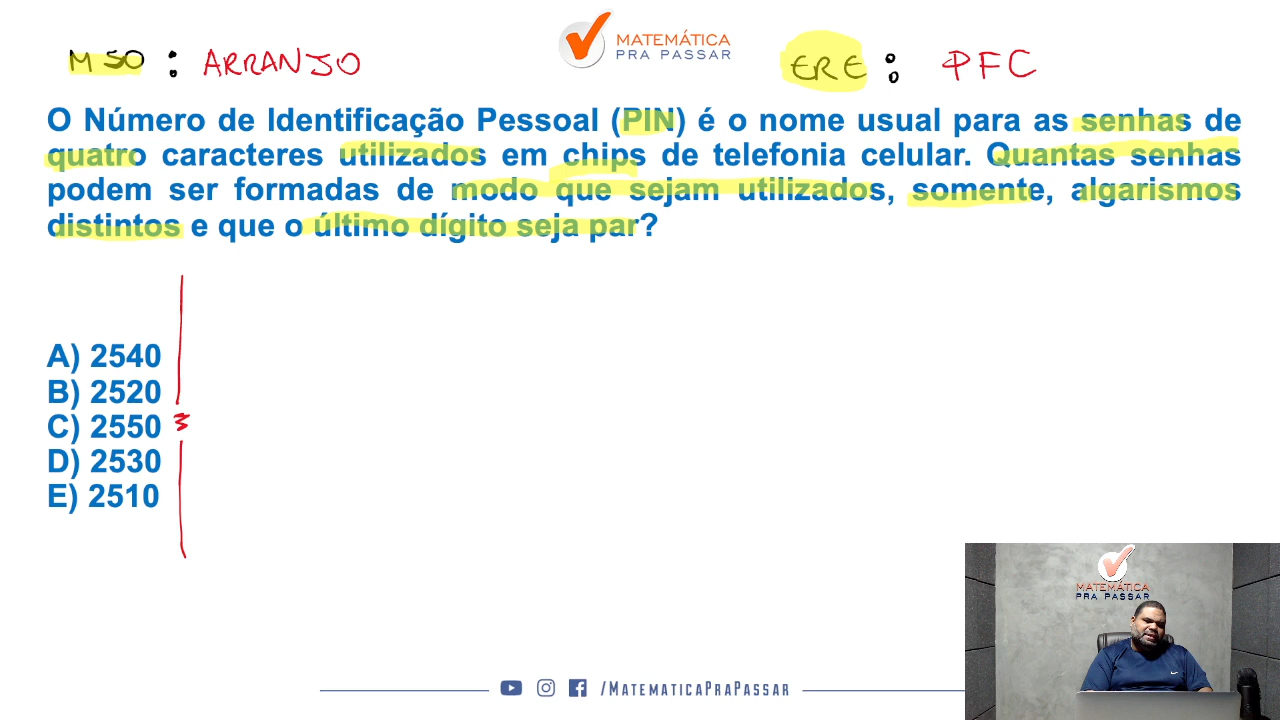 M50 : ARRANJO
MATEMÁTICA
PRA PASSAR
ERE : PFC
O Número de Identificação Pessoal (PIN) é o nome usual para as senhas de
quatro caracteres utilizados em chips de telefonia celular. Quantas senhas
podem ser formadas de modo que sejam utilizados, somente, algarismos
distintos e que o último dígito seja par?
A) 2540
B) 2520
C) 2550
D) 2530
E) 2510
MATEMÁTICA
PRA PASSAR
/MATEMATICAPRAPASSAR